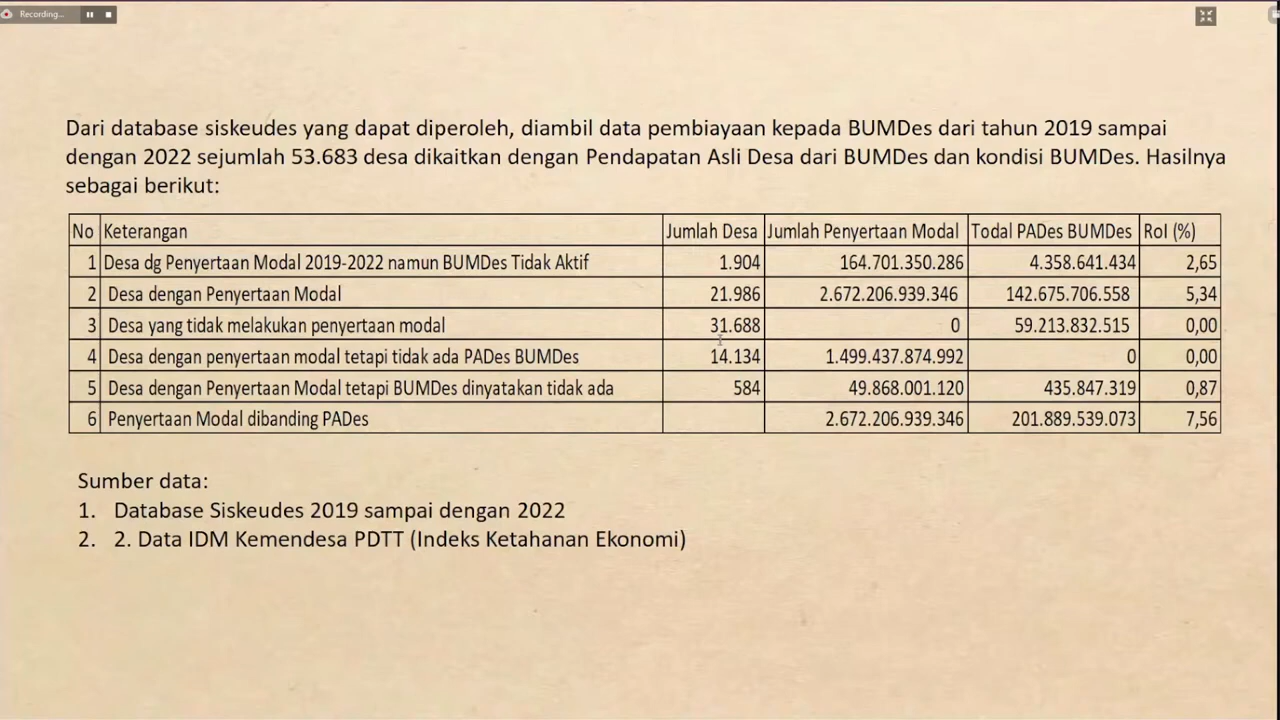 Recording...
Dari database siskeudes yang dapat diperoleh, diambil data pembiayaan kepada BUMDes dari tahun 2019 sampai
dengan 2022 sejumlah 53.683 desa dikaitkan dengan Pendapatan Asli Desa dari BUMDes dan kondisi BUMDes. Hasilnya
sebagai berikut:
No Keterangan Jumlah Desa Jumlah Penyertaan Modal Todal PADes BUMDes RoI (%)
1 Desa dg Penyertaan Modal 2019-2022 namun BUMDes Tidak Aktif 1.904 164.701.350.286 4.358.641.434 2,65
2 Desa dengan Penyertaan Modal 21.986 2.672.206.939.346 142.675.706.558 5,34
3 Desa yang tidak melakukan penyertaan modal 31.688 0 59.213.832.515 0,00
4 Desa dengan penyertaan modal tetapi tidak ada PADes BUMDes 14.134 1.499.437.874.992 0 0,00
5 Desa dengan Penyertaan Modal tetapi BUMDes dinyatakan tidak ada 584 49.868.001.120 435.847.319 0,87
6 Penyertaan Modal dibanding PADes 2.672.206.939.346 201.889.539.073 7,56
Sumber data:
1. Database Siskeudes 2019 sampai dengan 2022
2. 2. Data IDM Kemendesa PDTT (Indeks Ketahanan Ekonomi)